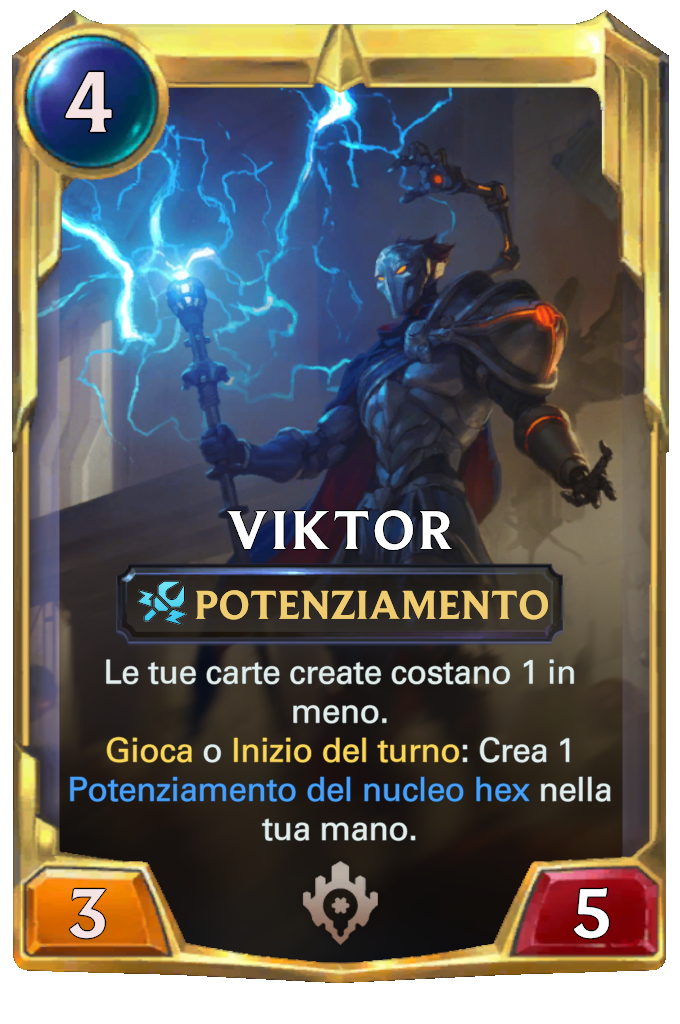 4
VIKTOR
POTENZIAMENTO
Le tue carte create costano 1 in
meno.
Gioca o Inizio del turno: Crea 1
Potenziamento del nucleo hex nella
tua mano.
3
5